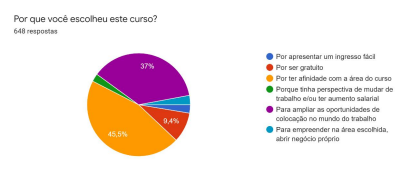 Por que você escolheu este curso?
648 respostas
37%
9,4%
45,5%
Por apresentar um ingresso fácil
Por ser gratuito
Por ter afinidade com a área do curso
Porque tinha perspectiva de mudar de
trabalho e/ou ter aumento salarial
Para ampliar as oportunidades de
colocação no mundo do trabalho
Para empreender na área escolhida,
abrir negócio próprio